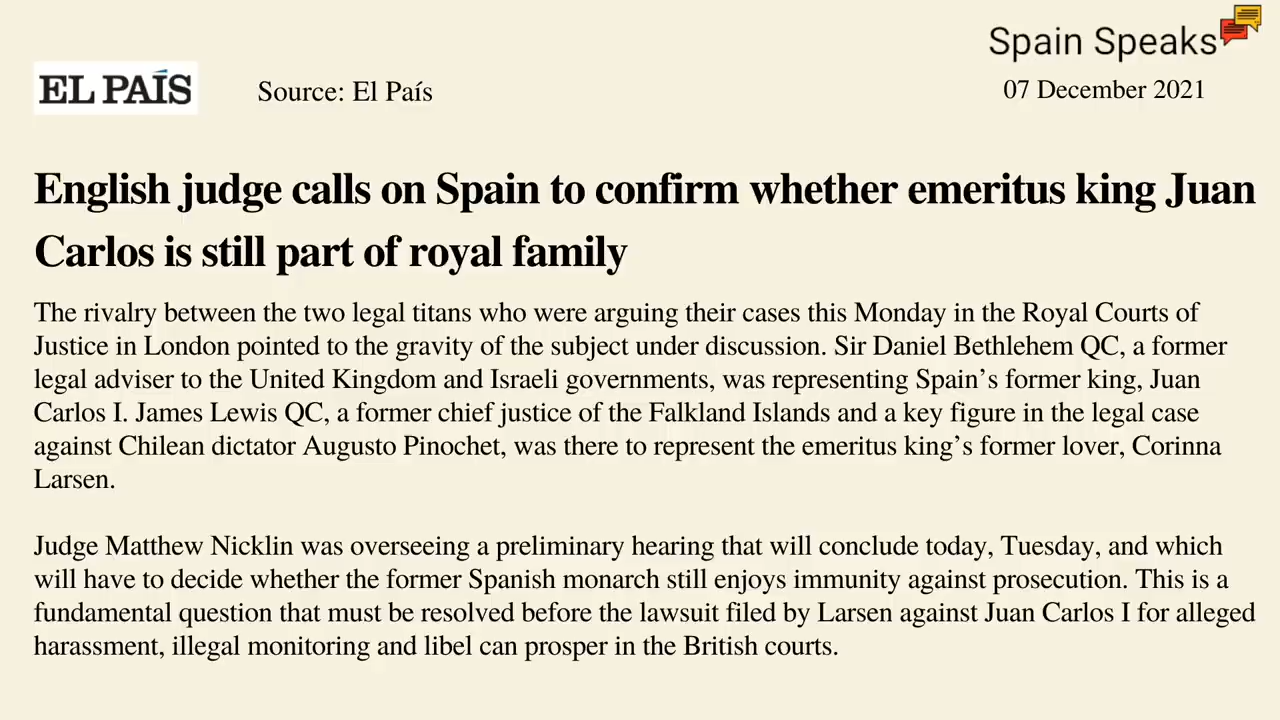 Spain Speaks
EL PAÍS
Source: El País
07 December 2021
English judge calls on Spain to confirm whether emeritus king Juan
Carlos is still part of royal family
The rivalry between the two legal titans who were arguing their cases this Monday in the Royal Courts of
Justice in London pointed to the gravity of the subject under discussion. Sir Daniel Bethlehem QC, a former
legal adviser to the United Kingdom and Israeli governments, was representing Spain’s former king, Juan
Carlos I. James Lewis QC, a former chief justice of the Falkland Islands and a key figure in the legal case
against Chilean dictator Augusto Pinochet, was there to represent the emeritus king’s former lover, Corinna
Larsen.
Judge Matthew Nicklin was overseeing a preliminary hearing that will conclude today, Tuesday, and which
will have to decide whether the former Spanish monarch still enjoys immunity against prosecution. This is a
fundamental question that must be resolved before the lawsuit filed by Larsen against Juan Carlos I for alleged
harassment, illegal monitoring and libel can prosper in the British courts.